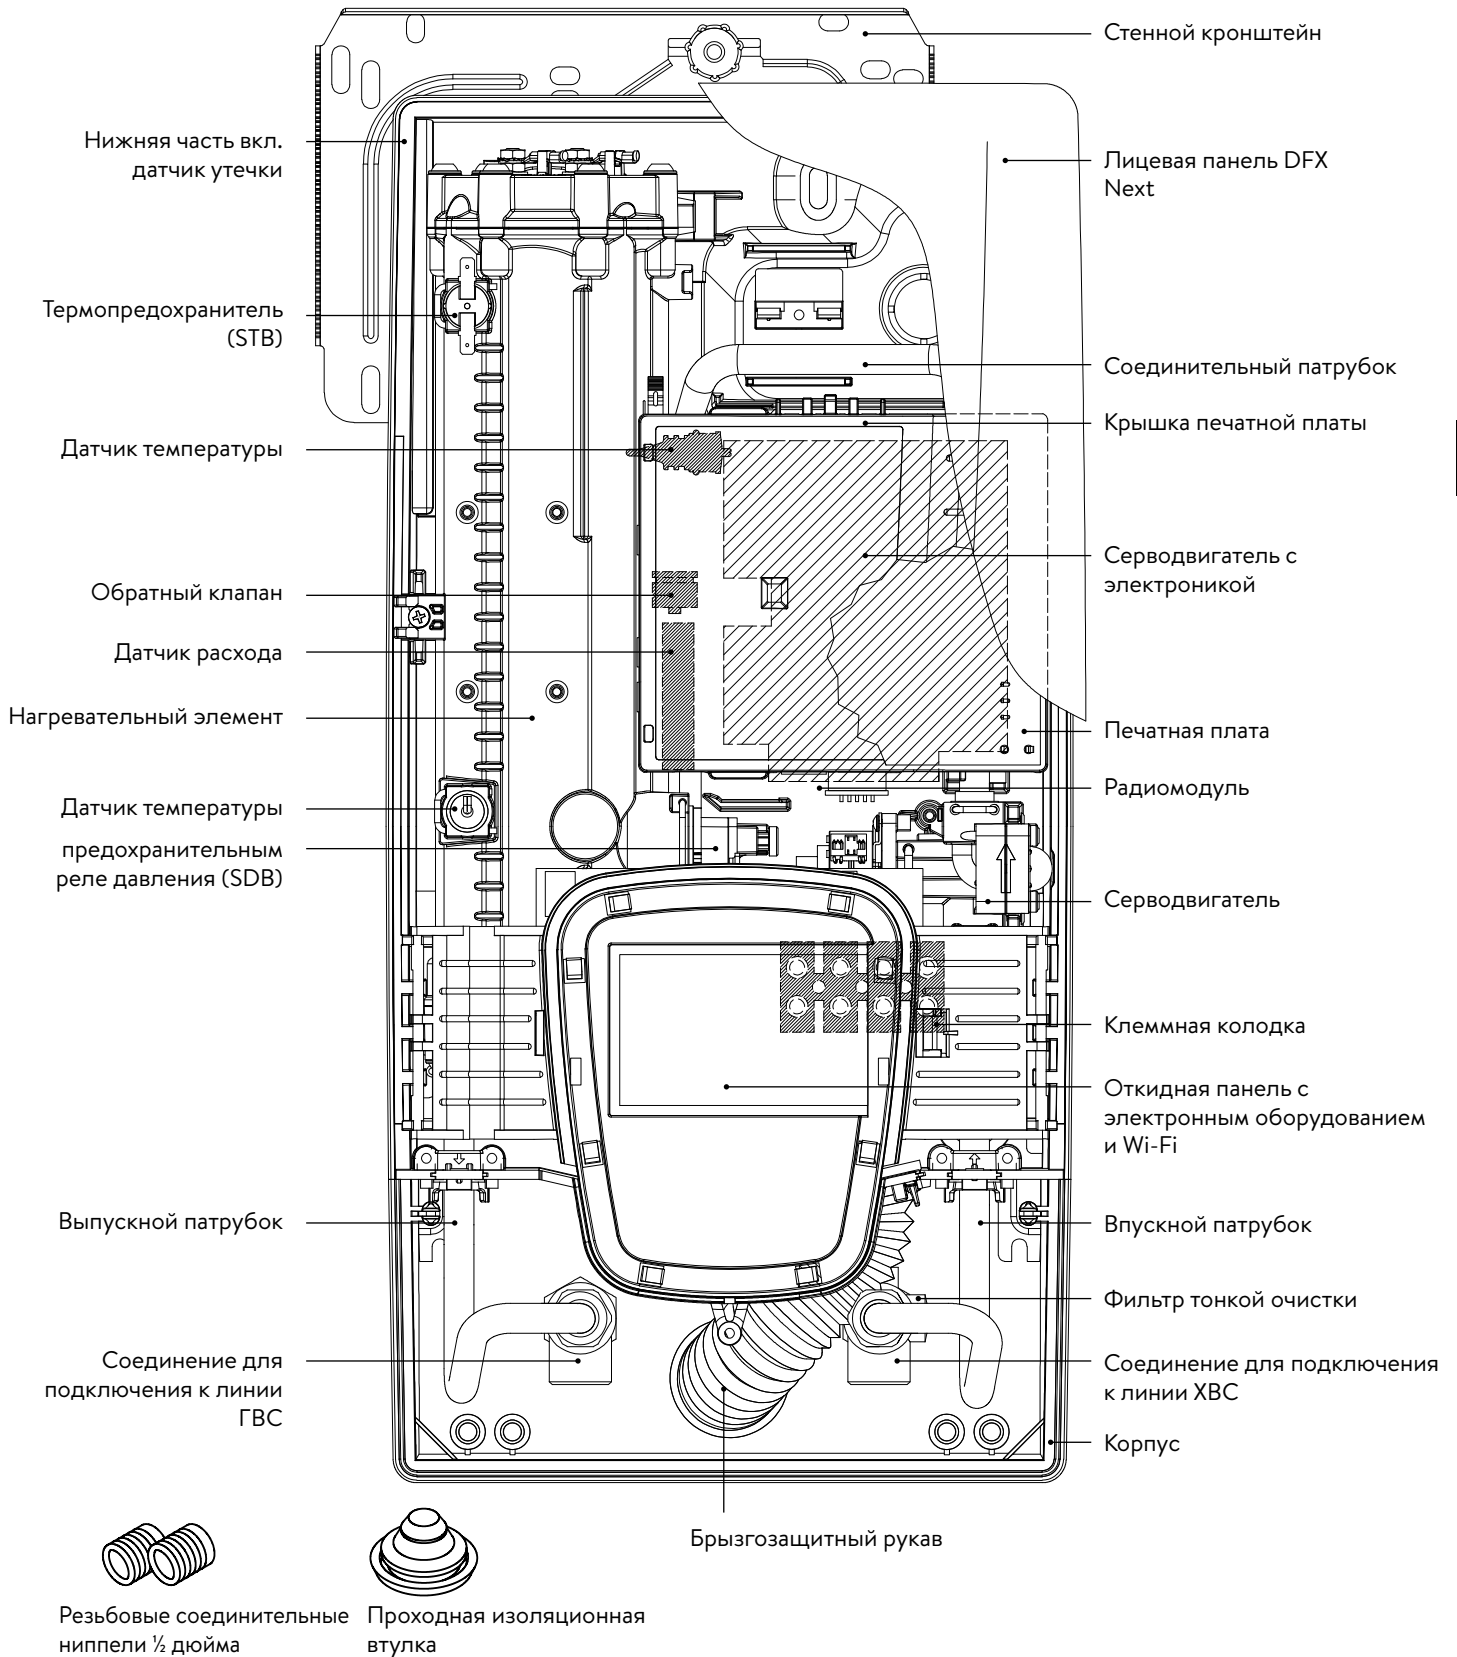 Стенной кронштейн
Нижняя часть вкл.
датчик утечки
Лицевая панель DFX
Next
Термопредохранитель
(STB)
Соединительный патрубок
Крышка печатной платы
Датчик температуры
Серводвигатель с
электроникой
Обратный клапан
Датчик расхода
Нагревательный элемент
Печатная плата
Радиомодуль
Датчик температуры
предохранительным
реле давления (SDB)
Серводвигатель
Клеммная колодка
Откидная панель с
электронным оборудованием
и Wi-Fi
Выпускной патрубок
Впускной патрубок
Фильтр тонкой очистки
Соединение для
подключения к линии
ГВС
Соединение для подключения
к линии ХВС
Корпус
Брызгозащитный рукав
Резьбовые соединительные
ниппели ½ дюйма
Проходная изоляционная
втулка